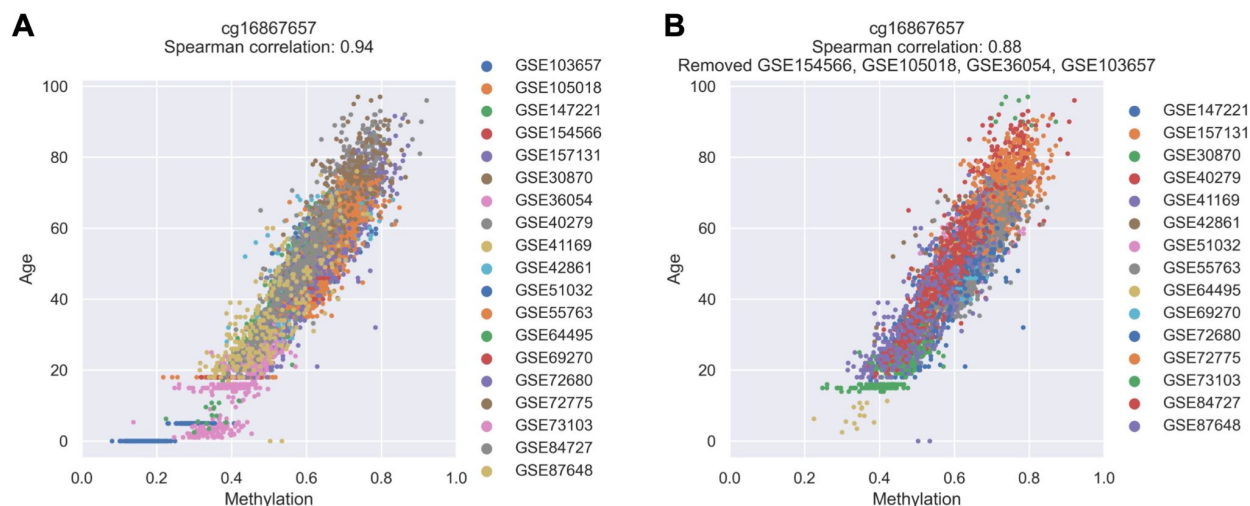 A
cg16867657
Spearman correlation: 0.94
100
80
60
40
20
0
Age
0.0 0.2 0.4 0.6 0.8 1.0
Methylation
GSE103657
GSE105018
GSE147221
GSE154566
GSE157131
GSE30870
GSE36054
GSE40279
GSE41169
GSE42861
GSE51032
GSE55763
GSE64495
GSE69270
GSE72680
GSE72775
GSE73103
GSE84727
GSE87648
B
cg16867657
Spearman correlation: 0.88
Removed GSE154566, GSE105018, GSE36054, GSE103657
100
80
60
40
20
0
Age
0.0 0.2 0.4 0.6 0.8 1.0
Methylation
GSE147221
GSE157131
GSE30870
GSE40279
GSE41169
GSE42861
GSE51032
GSE55763
GSE64495
GSE69270
GSE72680
GSE72775
GSE73103
GSE84727
GSE87648